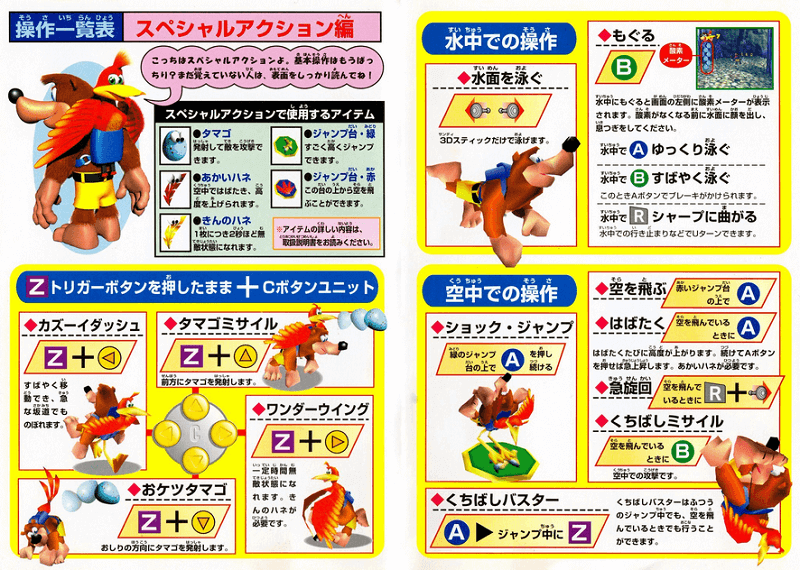 操作一覧表 スペシャルアクション編
こっちはスペシャルアクションよ。基本操作はもうばっ
ちり?まだ覚えていない人は、表面をしっかり読んでね!
スペシャルアクションで使用するアイテム
●タマゴ
発射して敵を攻撃で
きます。
●あかいハネ
空中ではばたき、高
度を上げられます。
●きんのハネ
1枚につき2秒ほど無
敵状態になれます。
●ジャンプ台・緑
すごく高くジャンプ
できます。
●ジャンプ台・赤
この台の上から空を飛
ぶことができます。
※アイテムの詳しい内容は、
取扱説明書をお読みください。
Zトリガーボタンを押したまま+Cボタンユニット
◆カズーイダッシュ
Z+◀
すばやく移
動でき、急
な坂道でも
のぼれます。
◆タマゴミサイル
Z+▲
前方にタマゴを発射します。
◆ワンダーウイング
Z+▶
一定時間無
敵状態にな
れます。き
んのハネが
必要です。
◆おケツタマゴ
Z+▼
おしりの方向にタマゴを発射します。
C
水中での操作
◆水面を泳ぐ
3Dスティックだけで泳げます。
◆もぐる
B
酸素
メーター
水中にもぐると画面の左側に酸素メーターが表示
されます。酸素がなくなる前に水面に顔を出し、
息つぎをしてください。
水中で A ゆっくり泳ぐ
水中で B すばやく泳ぐ
このときAボタンでブレーキがかけられます。
水中で R シャープに曲がる
水中での行き止まりなどでUターンできます。
空中での操作
◆ショック・ジャンプ
緑のジャンプ
台の上で A を押し
続ける
◆空を飛ぶ
赤いジャンプ台
の上で A
◆はばたく
空を飛んでいる
ときに A
はばたくたびに高度が上がります。続けてAボタン
を押せば急上昇します。あかいハネが必要です。
◆急旋回
空を飛んで
いるときに R+
◆くちばしミサイル
空を飛んでいる
ときに B
空中での攻撃です。
◆くちばしバスター
A ▶ ジャンプ中に Z
くちばしバスターはふつう
のジャンプ中でも、空を飛
んでいるときでも行うこと
ができます。